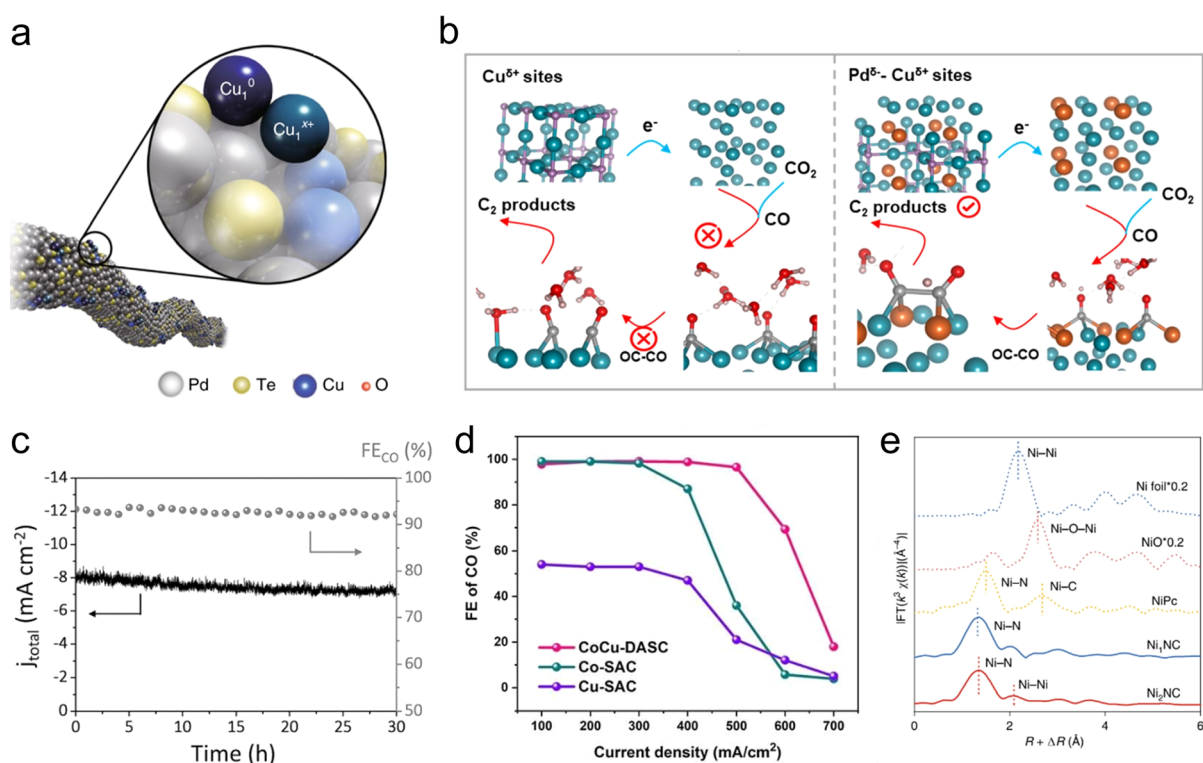 a
Cu₁⁰
Cu₁ˣ⁺
Pd
Te
Cu
O
b
Cuᵟ⁺ sites
e⁻
CO₂
CO
C₂ products
OC-CO
Pdᵟ⁻- Cuᵟ⁺ sites
e⁻
CO₂
CO
C₂ products
OC-CO
c
FE_CO (%)
-14
-12
-10
-8
-6
-4
-2
0
100
90
80
70
60
50
j_total (mA cm⁻²)
0 5 10 15 20 25 30
Time (h)
d
100
80
60
40
20
0
FE of CO (%)
CoCu-DASC
Co-SAC
Cu-SAC
100 200 300 400 500 600 700
Current density (mA/cm²)
e
Ni–Ni
Ni foil*0.2
Ni–O–Ni
NiO*0.2
Ni–N
Ni–C
NiPc
Ni–N
Ni₁NC
Ni–N
Ni–Ni
Ni₂NC
|FT(k³ χ(k))|(Å⁻⁴)
0 2 4 6
R + ΔR (Å)